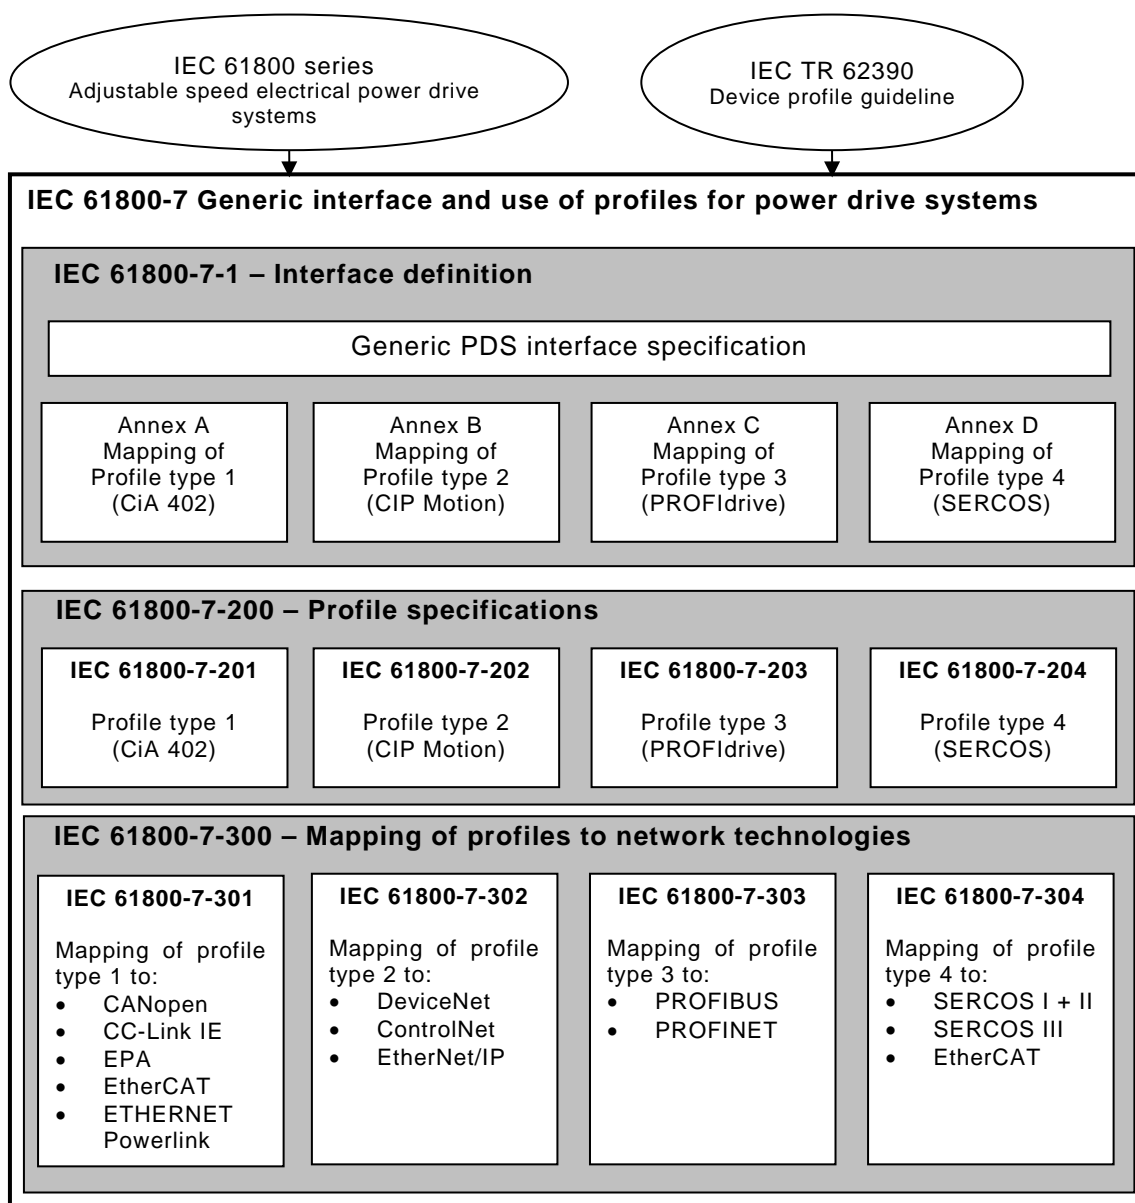 IEC 61800 series
Adjustable speed electrical power drive
systems
IEC TR 62390
Device profile guideline
IEC 61800-7 Generic interface and use of profiles for power drive systems
IEC 61800-7-1 – Interface definition
Generic PDS interface specification
Annex A
Mapping of
Profile type 1
(CiA 402)
Annex B
Mapping of
Profile type 2
(CIP Motion)
Annex C
Mapping of
Profile type 3
(PROFIdrive)
Annex D
Mapping of
Profile type 4
(SERCOS)
IEC 61800-7-200 – Profile specifications
IEC 61800-7-201
Profile type 1
(CiA 402)
IEC 61800-7-202
Profile type 2
(CIP Motion)
IEC 61800-7-203
Profile type 3
(PROFIdrive)
IEC 61800-7-204
Profile type 4
(SERCOS)
IEC 61800-7-300 – Mapping of profiles to network technologies
IEC 61800-7-301
Mapping of profile
type 1 to:
• CANopen
• CC-Link IE
• EPA
• EtherCAT
• ETHERNET
Powerlink
IEC 61800-7-302
Mapping of profile
type 2 to:
• DeviceNet
• ControlNet
• EtherNet/IP
IEC 61800-7-303
Mapping of profile
type 3 to:
• PROFIBUS
• PROFINET
IEC 61800-7-304
Mapping of profile
type 4 to:
• SERCOS I + II
• SERCOS III
• EtherCAT